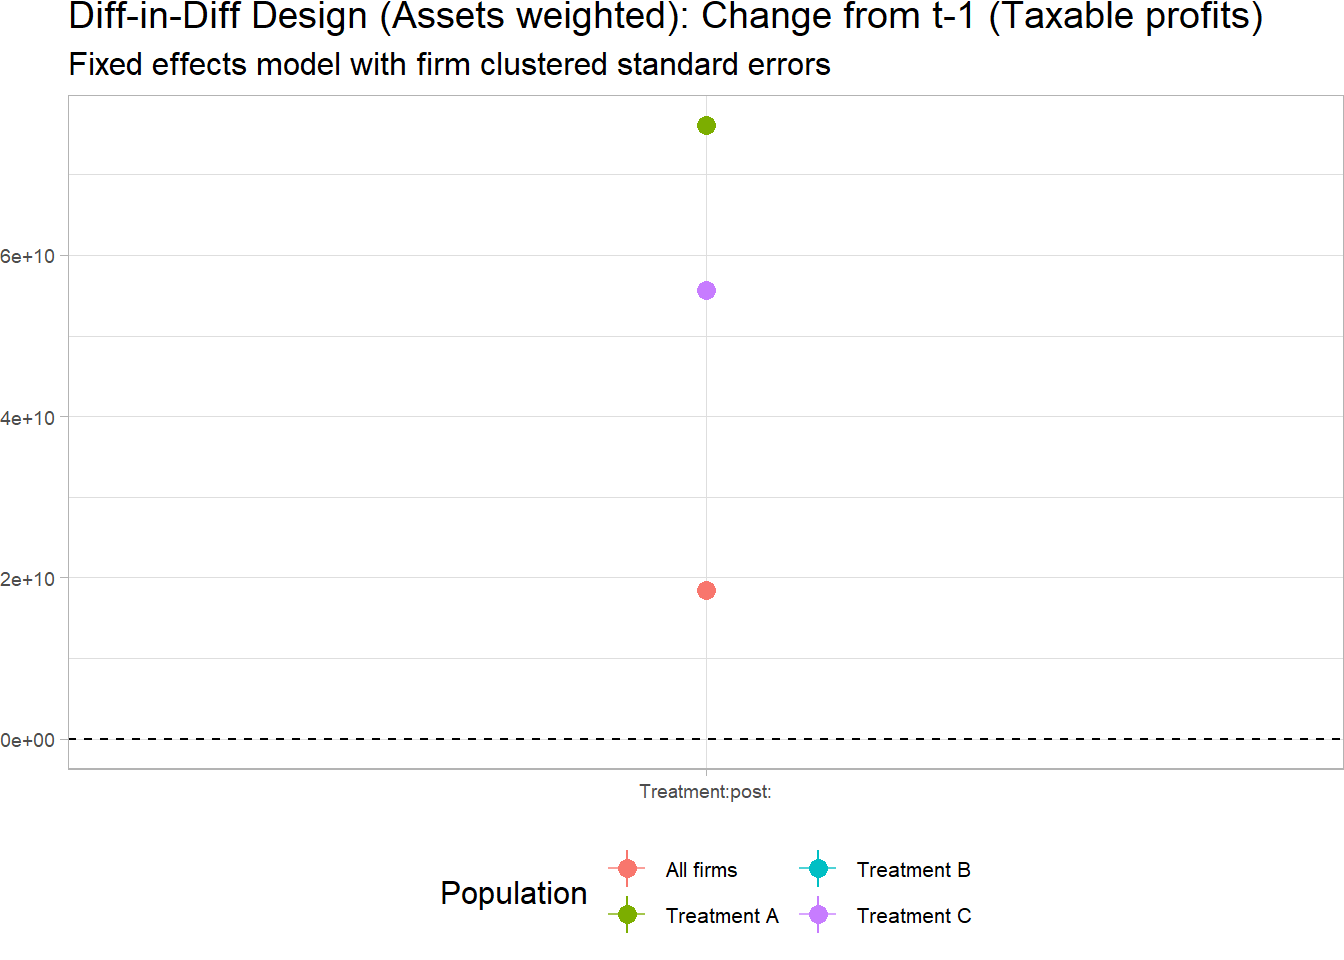 Diff-in-Diff Design (Assets weighted): Change from t-1 (Taxable profits)
Fixed effects model with firm clustered standard errors
6e+10
4e+10
2e+10
0e+00
Treatment:post:
Population
All firms
Treatment A
Treatment B
Treatment C